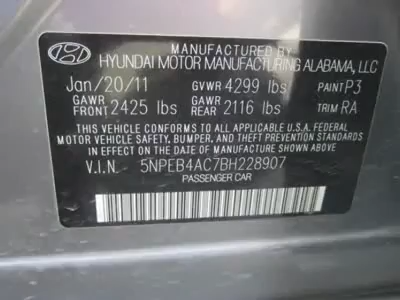 MANUFACTURED BY
HYUNDAI MOTOR MANUFACTURING ALABAMA, LLC
Jan/20/11 GVWR 4299 lbs PAINT P3
GAWR FRONT 2425 lbs GAWR REAR 2116 lbs TRIM RA
THIS VEHICLE CONFORMS TO ALL APPLICABLE U.S.A. FEDERAL
MOTOR VEHICLE SAFETY, BUMPER, AND THEFT PREVENTION
STANDARDS IN EFFECT ON THE DATE OF MANUFACTURE SHOWN ABOVE.
V.I.N. 5NPEB4AC7BH228907
PASSENGER CAR